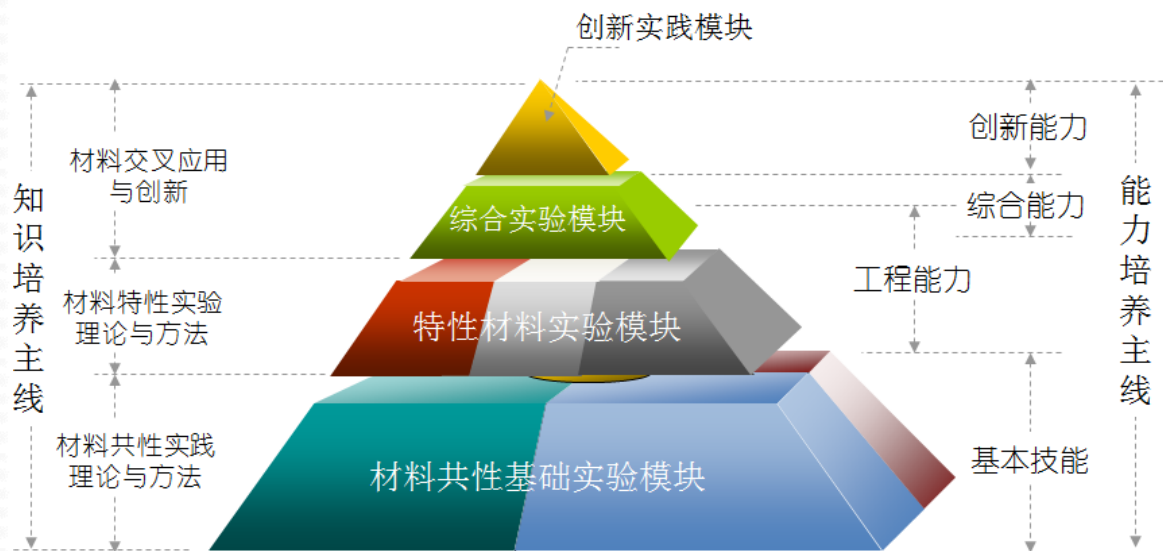 创新实践模块
创新能力
材料交叉应用
与创新
综合能力
综合实验模块
知识培养主线
能力培养主线
工程能力
材料特性实验
理论与方法
特性材料实验模块
材料共性实践
理论与方法
基本技能
材料共性基础实验模块